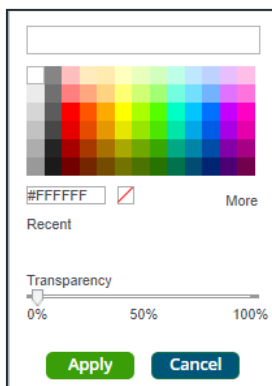 #FFFFFF
More
Recent
Transparency
0% 50% 100%
Apply Cancel